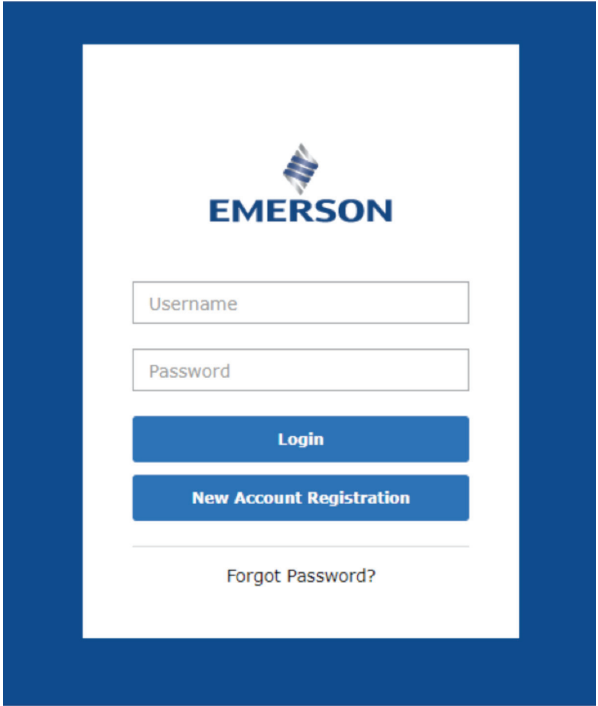 EMERSON
Username
Password
Login
New Account Registration
Forgot Password?